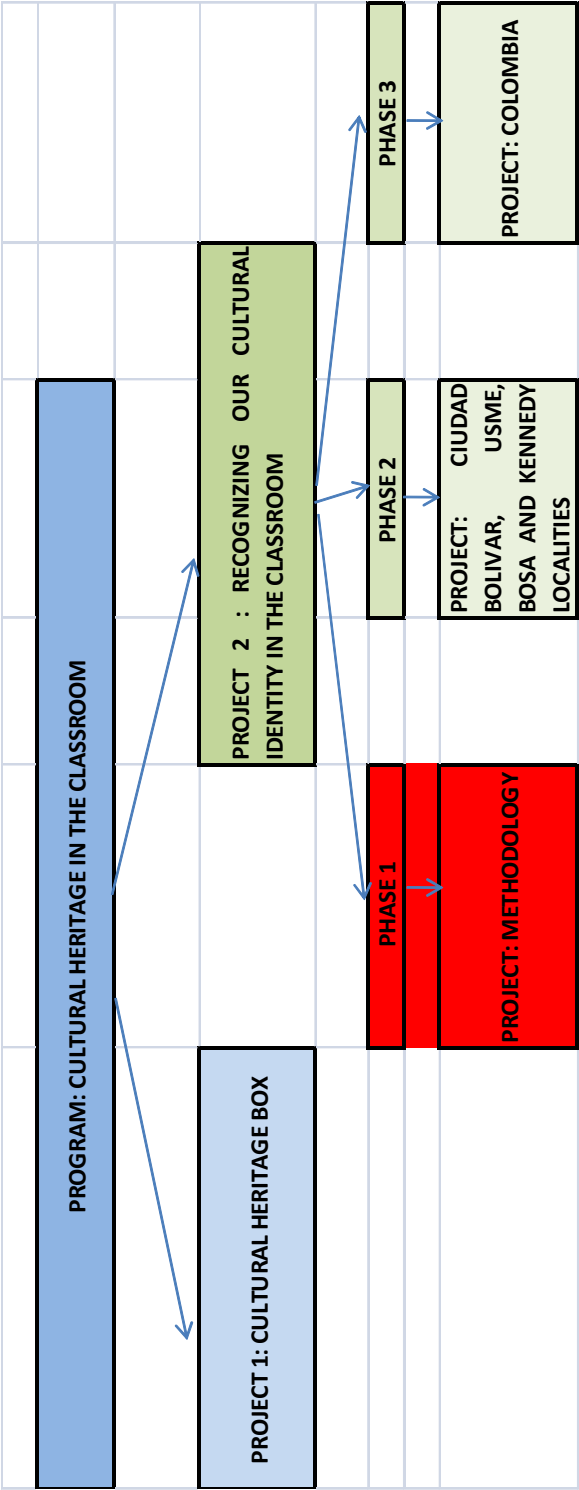 PROGRAM: CULTURAL HERITAGE IN THE CLASSROOM
PROJECT 1: CULTURAL HERITAGE BOX
PROJECT 2 : RECOGNIZING OUR CULTURAL
IDENTITY IN THE CLASSROOM
PHASE 1
PHASE 2
PHASE 3
PROJECT: METHODOLOGY
PROJECT: CIUDAD
BOLIVAR, USME,
BOSA AND KENNEDY
LOCALITIES
PROJECT: COLOMBIA